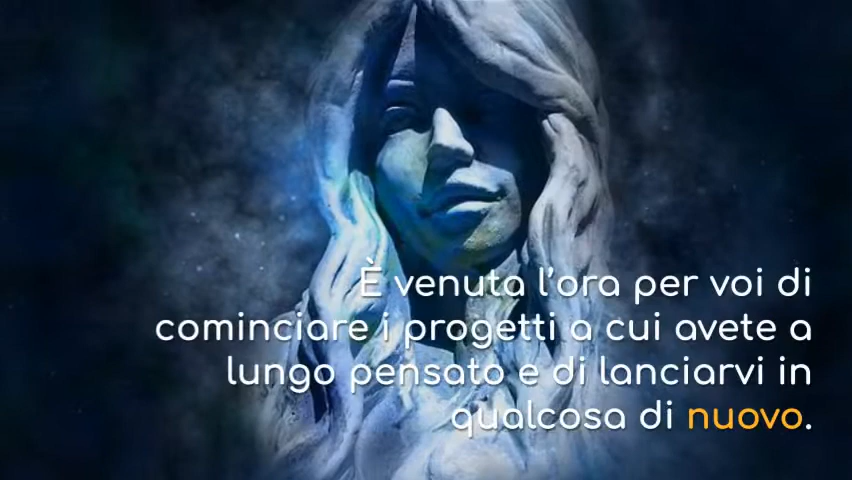 È venuta l’ora per voi di
cominciare i progetti a cui avete a
lungo pensato e di lanciarvi in
qualcosa di nuovo.